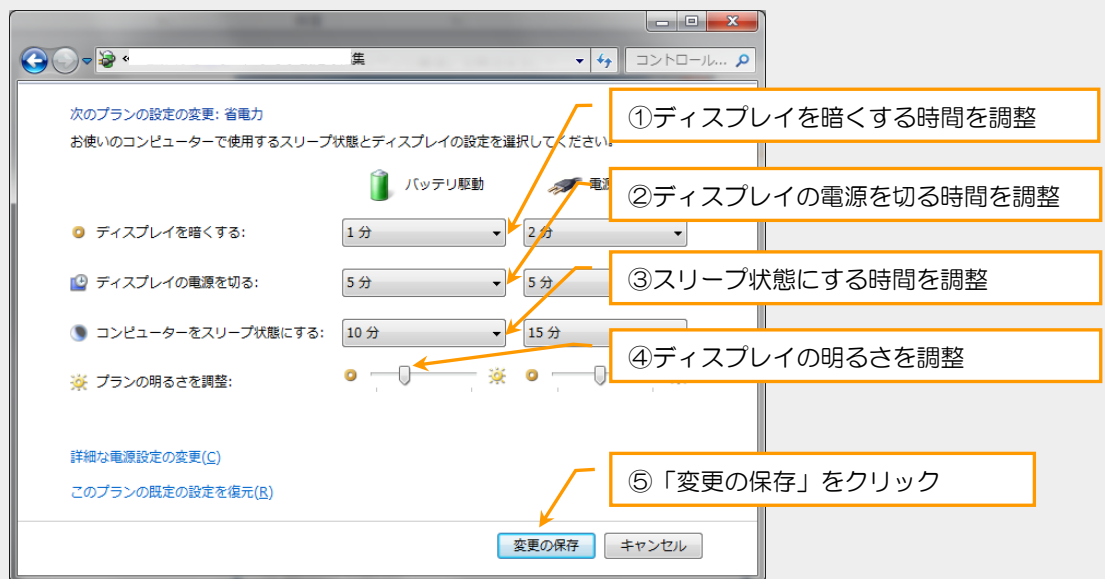 集
コントロール...
次のプランの設定の変更: 省電力
お使いのコンピューターで使用するスリープ状態とディスプレイの設定を選択してください。
バッテリ駆動
電源
ディスプレイを暗くする:
1 分
2 分
ディスプレイの電源を切る:
5 分
5 分
コンピューターをスリープ状態にする:
10 分
15 分
プランの明るさを調整:
詳細な電源設定の変更(C)
このプランの既定の設定を復元(R)
変更の保存
キャンセル
①ディスプレイを暗くする時間を調整
②ディスプレイの電源を切る時間を調整
③スリープ状態にする時間を調整
④ディスプレイの明るさを調整
⑤「変更の保存」をクリック